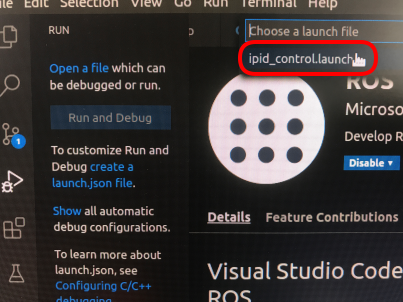 Edit Selection View Go Run Terminal Help
RUN
Choose a launch file
ipid_control.launch
Open a file which can
be debugged or run.
Run and Debug
To customize Run and
Debug create a
launch.json file.
Show all automatic
debug configurations.
To learn more about
launch.json, see
Configuring C/C++
debugging
1
ROS
Microso
Develop R
Disable
Details Feature Contributions
Visual Studio Code
ROS